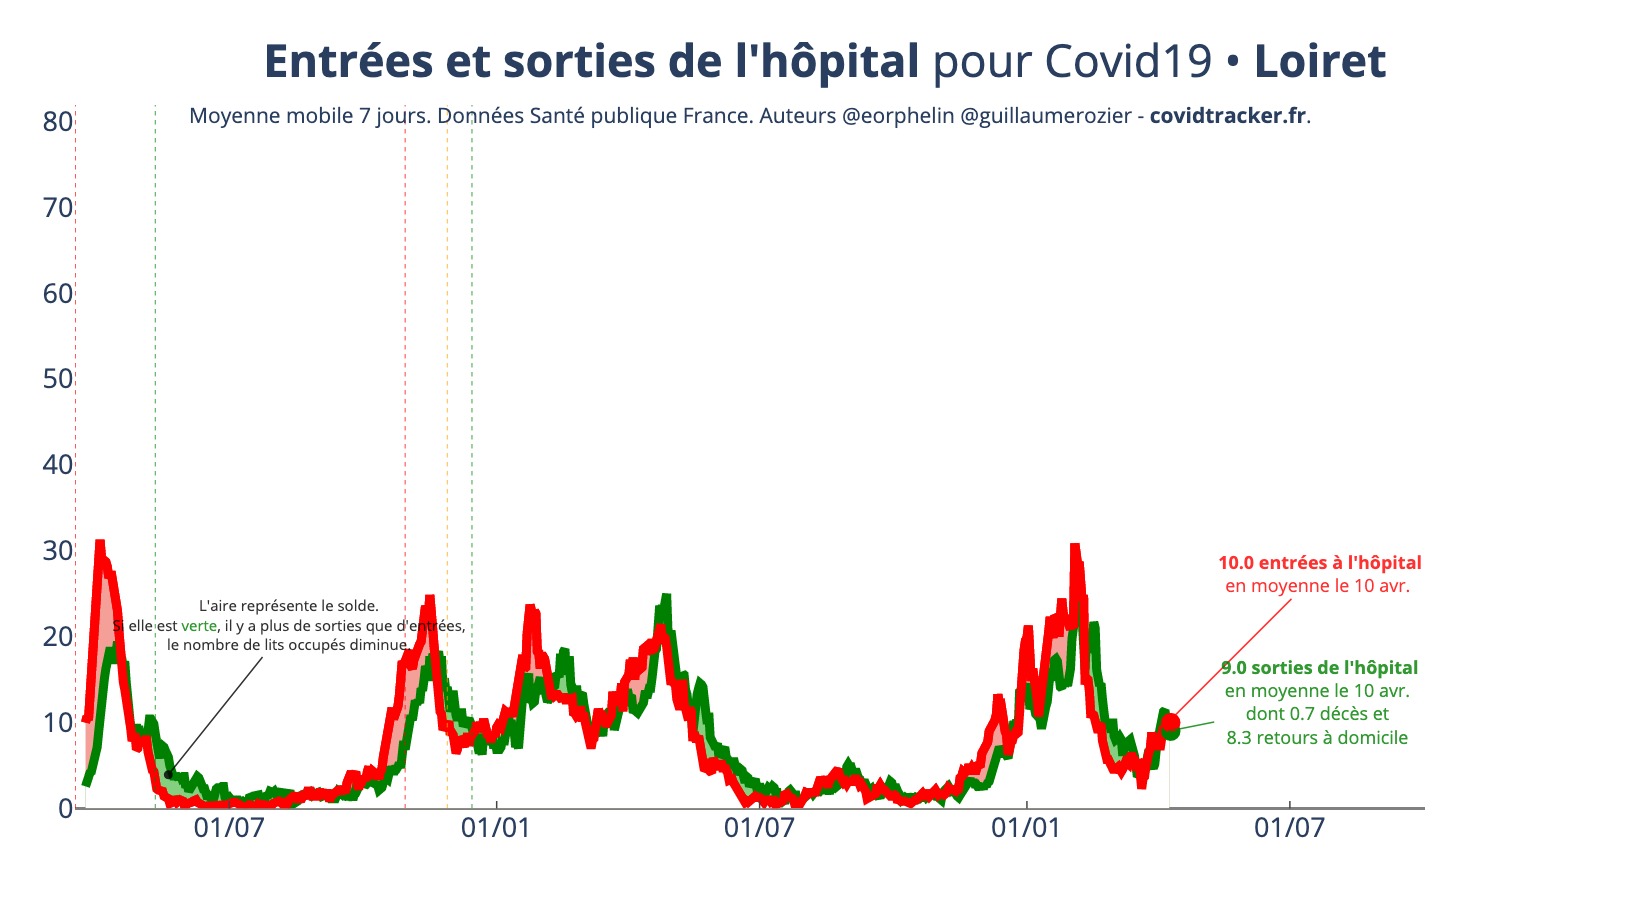 Entrées et sorties de l'hôpital pour Covid19 • Loiret
Moyenne mobile 7 jours. Données Santé publique France. Auteurs @eorphelin @guillaumerozier - covidtracker.fr.
80
70
60
50
40
30
20
10
0
L'aire représente le solde.
Si elle est verte, il y a plus de sorties que d'entrées,
le nombre de lits occupés diminue.
10.0 entrées à l'hôpital
en moyenne le 10 avr.
9.0 sorties de l'hôpital
en moyenne le 10 avr.
dont 0.7 décès et
8.3 retours à domicile
01/07
01/01
01/07
01/01
01/07